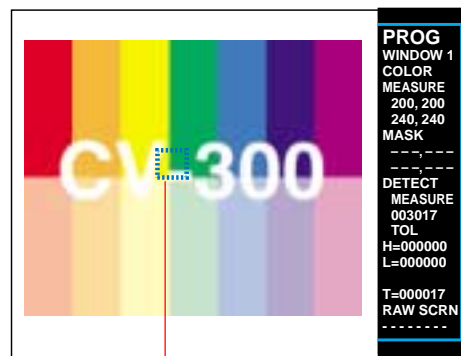 CV-300
PROG
WINDOW 1
COLOR
MEASURE
200, 200
240, 240
MASK
---,---
---,---
DETECT
MEASURE
003017
TOL
H=000000
L=000000
T=000017
RAW SCRN
--------